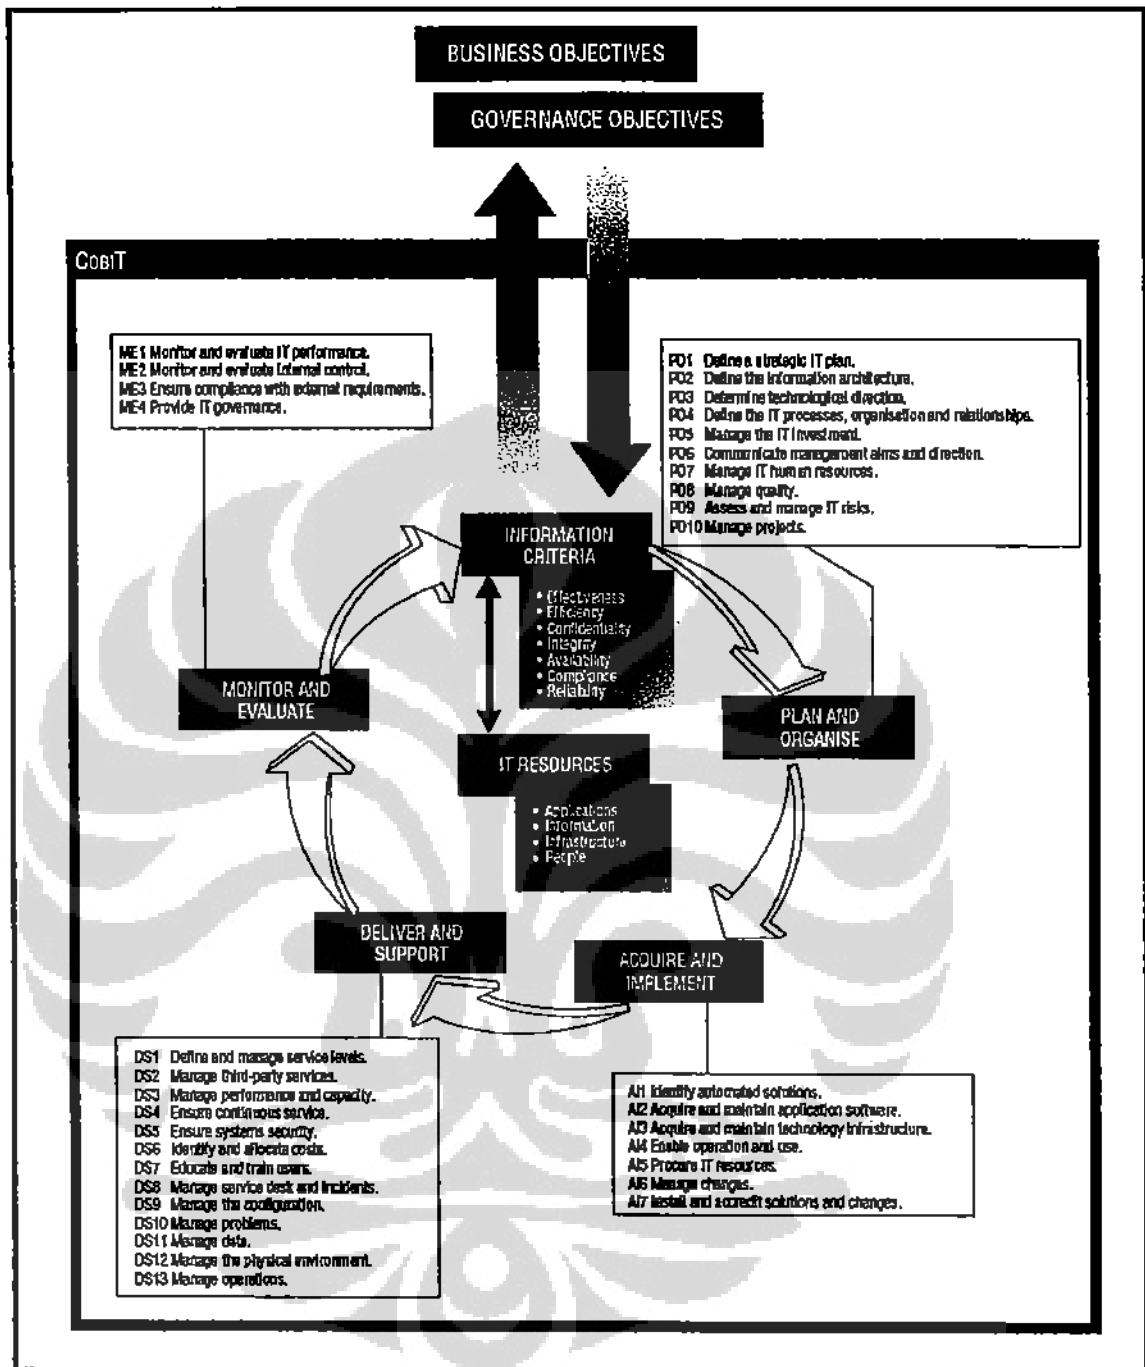 BUSINESS OBJECTIVES
GOVERNANCE OBJECTIVES
COBIT
ME1 Monitor and evaluate IT performance.
ME2 Monitor and evaluate internal control.
ME3 Ensure compliance with external requirements.
ME4 Provide IT governance.
PO1 Define a strategic IT plan.
PO2 Define the information architecture.
PO3 Determine technological direction.
PO4 Define the IT processes, organisation and relationships.
PO5 Manage the IT investment.
PO6 Communicate management aims and direction.
PO7 Manage IT human resources.
PO8 Manage quality.
PO9 Assess and manage IT risks.
PO10 Manage projects.
INFORMATION
CRITERIA
• Effectiveness
• Efficiency
• Confidentiality
• Integrity
• Availability
• Compliance
• Reliability
MONITOR AND
EVALUATE
PLAN AND
ORGANISE
IT RESOURCES
• Applications
• Information
• Infrastructure
• People
DELIVER AND
SUPPORT
ACQUIRE AND
IMPLEMENT
DS1 Define and manage service levels.
DS2 Manage third-party services.
DS3 Manage performance and capacity.
DS4 Ensure continuous service.
DS5 Ensure systems security.
DS6 Identify and allocate costs.
DS7 Educate and train users.
DS8 Manage service desk and incidents.
DS9 Manage the configuration.
DS10 Manage problems.
DS11 Manage data.
DS12 Manage the physical environment.
DS13 Manage operations.
AI1 Identify automated solutions.
AI2 Acquire and maintain application software.
AI3 Acquire and maintain technology infrastructure.
AI4 Enable operation and use.
AI5 Procure IT resources.
AI6 Manage changes.
AI7 Install and accredit solutions and changes.